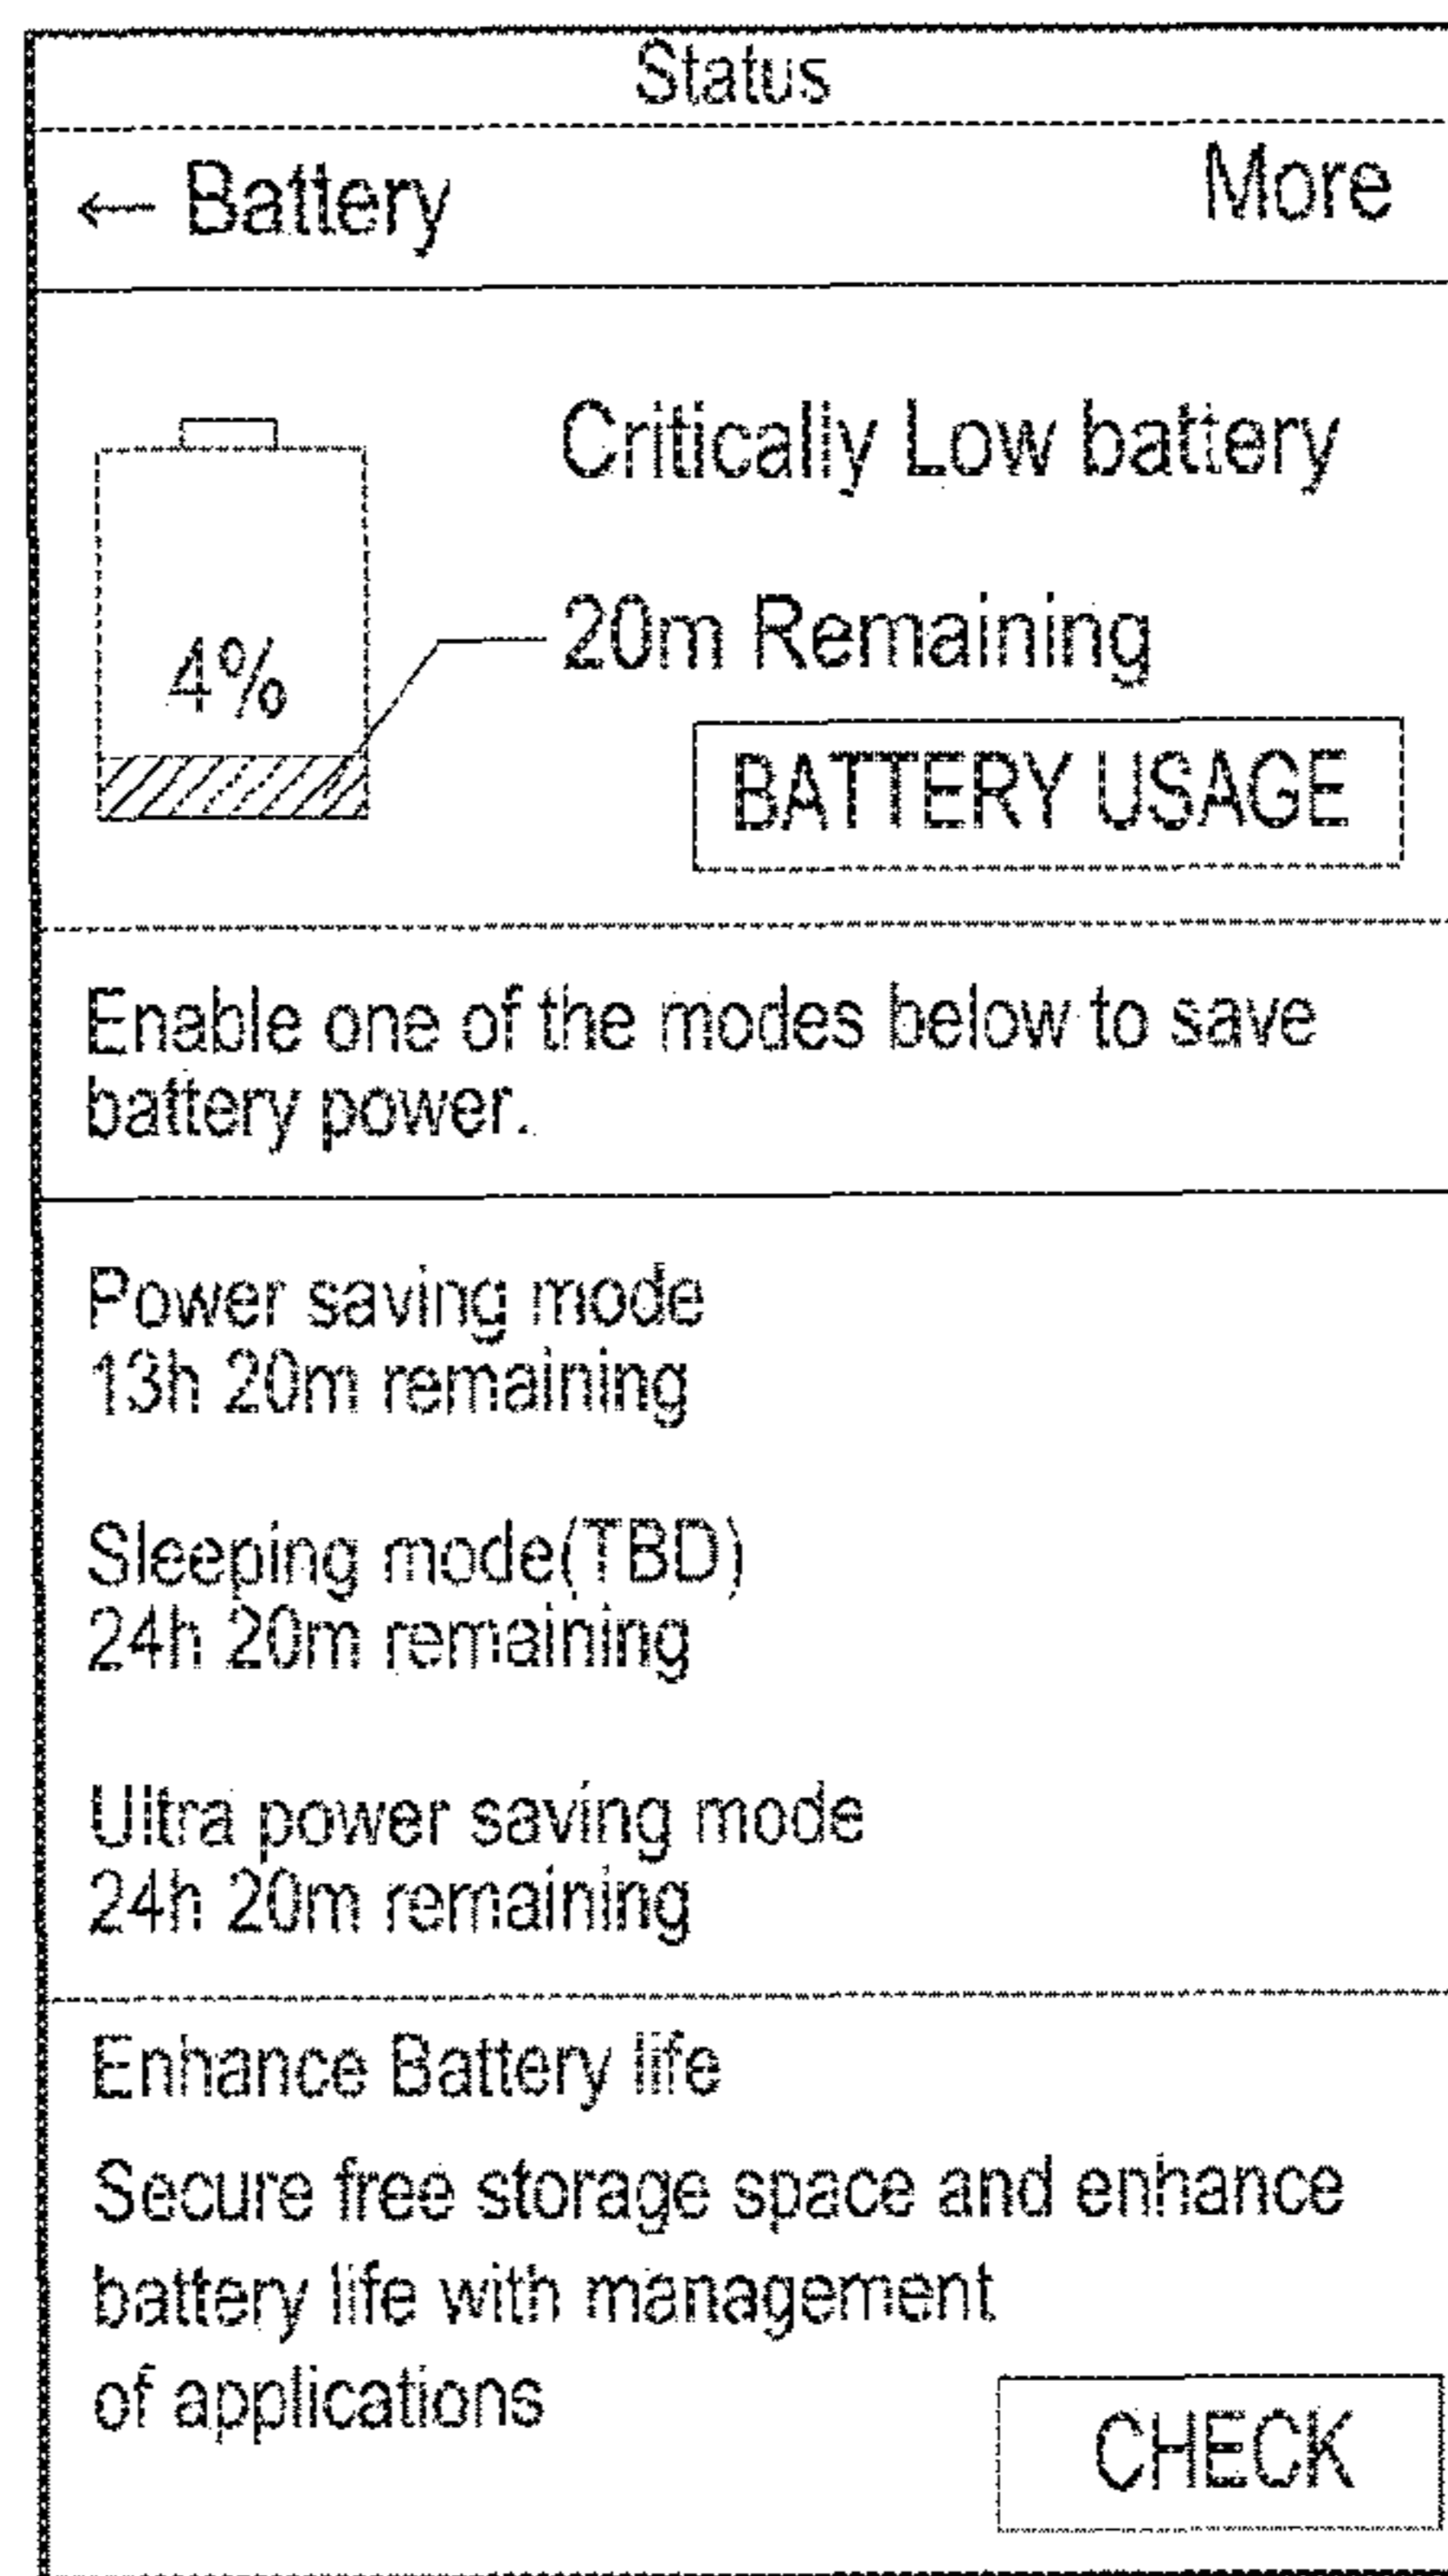 Status
← Battery More
Critically Low battery
4% 20m Remaining
BATTERY USAGE
Enable one of the modes below to save
battery power.
Power saving mode
13h 20m remaining
Sleeping mode(TBD)
24h 20m remaining
Ultra power saving mode
24h 20m remaining
Enhance Battery life
Secure free storage space and enhance
battery life with management
of applications
CHECK